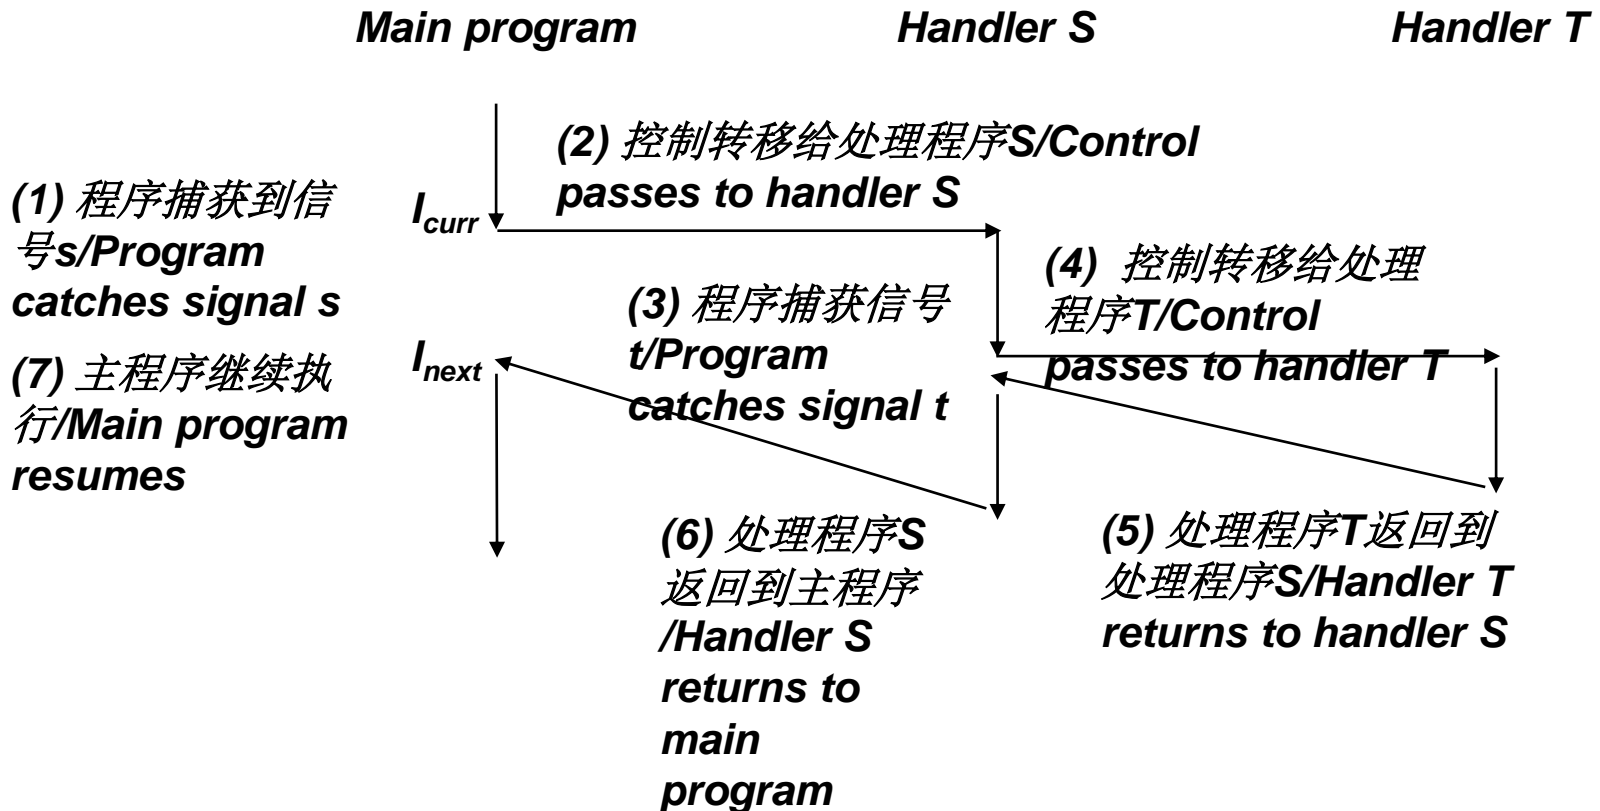 Main program
Handler S
Handler T
(1) 程序捕获到信
号s/Program
catches signal s
(2) 控制转移给处理程序S/Control
passes to handler S
I_curr
(3) 程序捕获信号
t/Program
catches signal t
(4) 控制转移给处理
程序T/Control
passes to handler T
(7) 主程序继续执
行/Main program
resumes
I_next
(6) 处理程序S
返回到主程序
/Handler S
returns to
main
program
(5) 处理程序T返回到
处理程序S/Handler T
returns to handler S